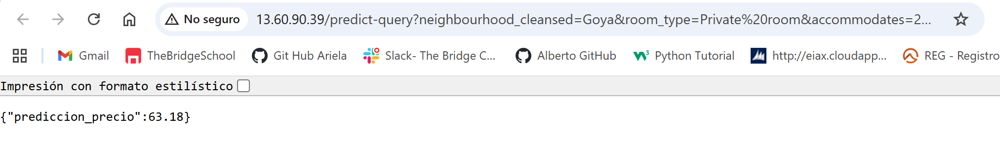 No seguro 13.60.90.39/predict-query?neighbourhood_cleansed=Goya&room_type=Private%20room&accommodates=2...
Gmail TheBridgeSchool Git Hub Ariela Slack- The Bridge C... Alberto GitHub W3 Python Tutorial http://eiax.cloudapp... REG - Registro
Impresión con formato estilístico
{"prediccion_precio":63.18}